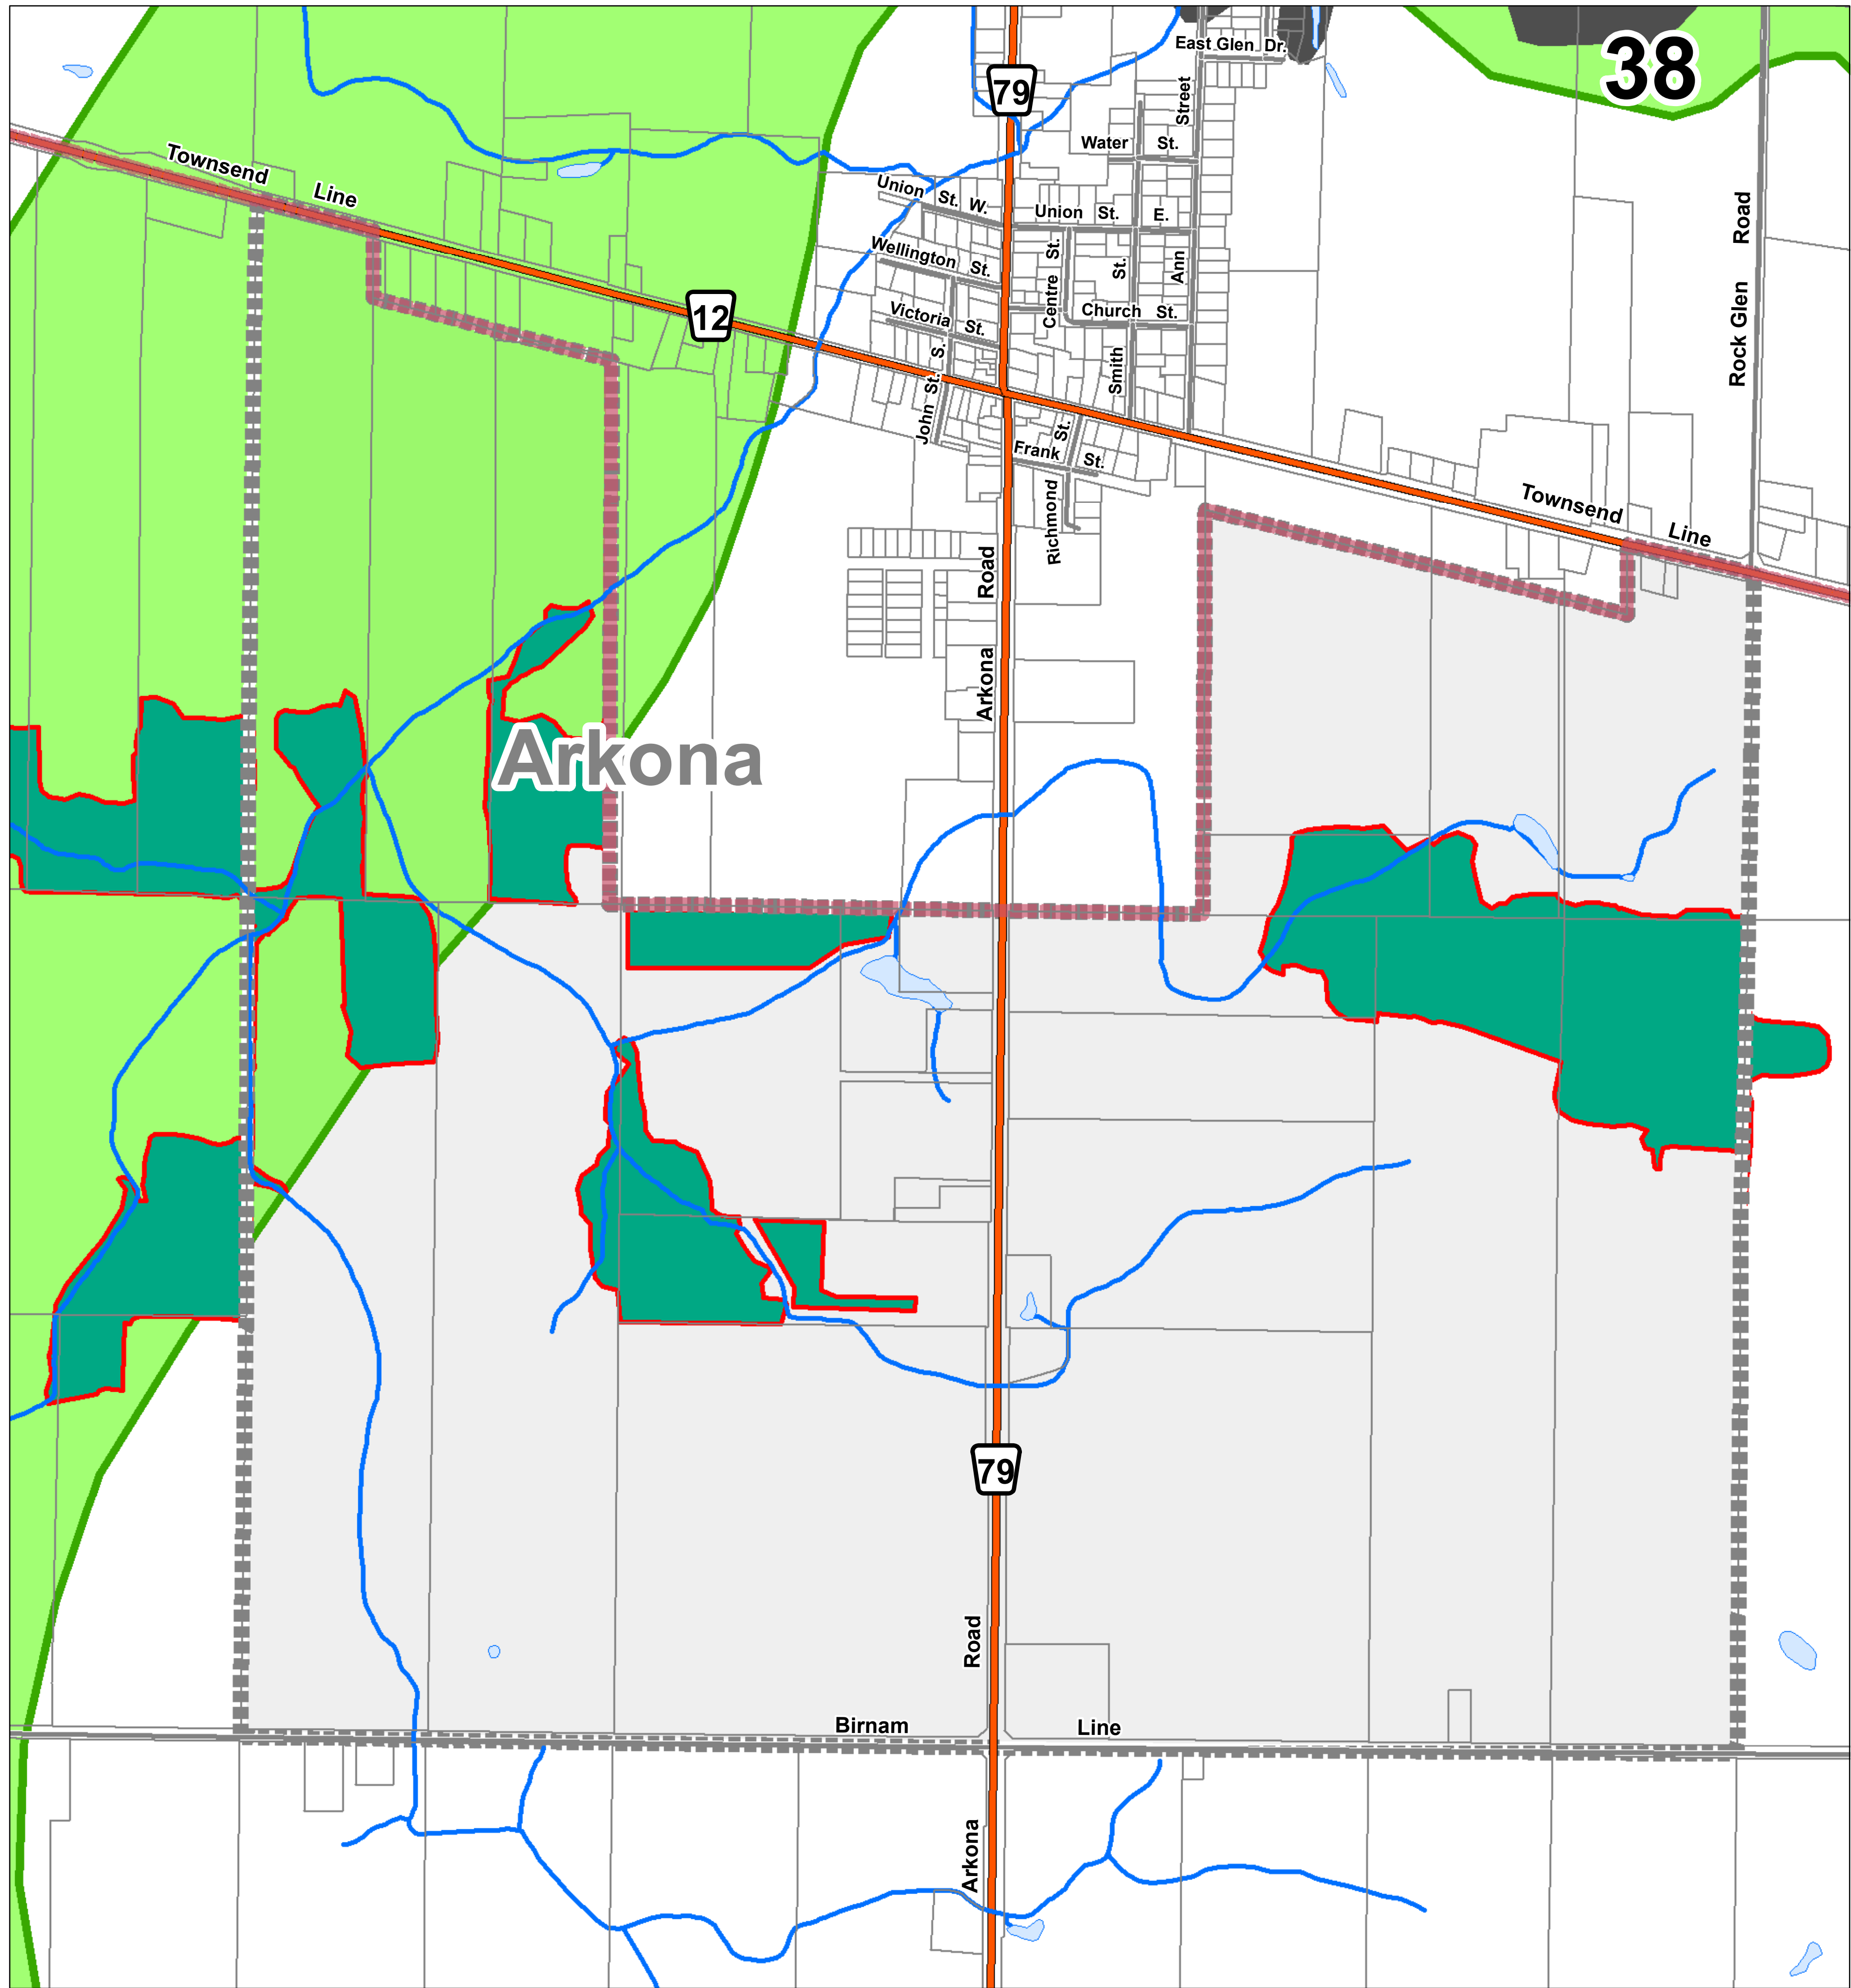 East Glen Dr.
38
79
Street
Water St.
Townsend Line
Union St. W.
Union St. E.
Road
Wellington St.
St.
St.
Ann
Rock Glen
Centre
Church St.
12
Victoria St.
John St. S.
Smith
Frank St.
St.
Richmond
Townsend Line
Road
Arkona
Arkona
79
Road
Birnam Line
Arkona